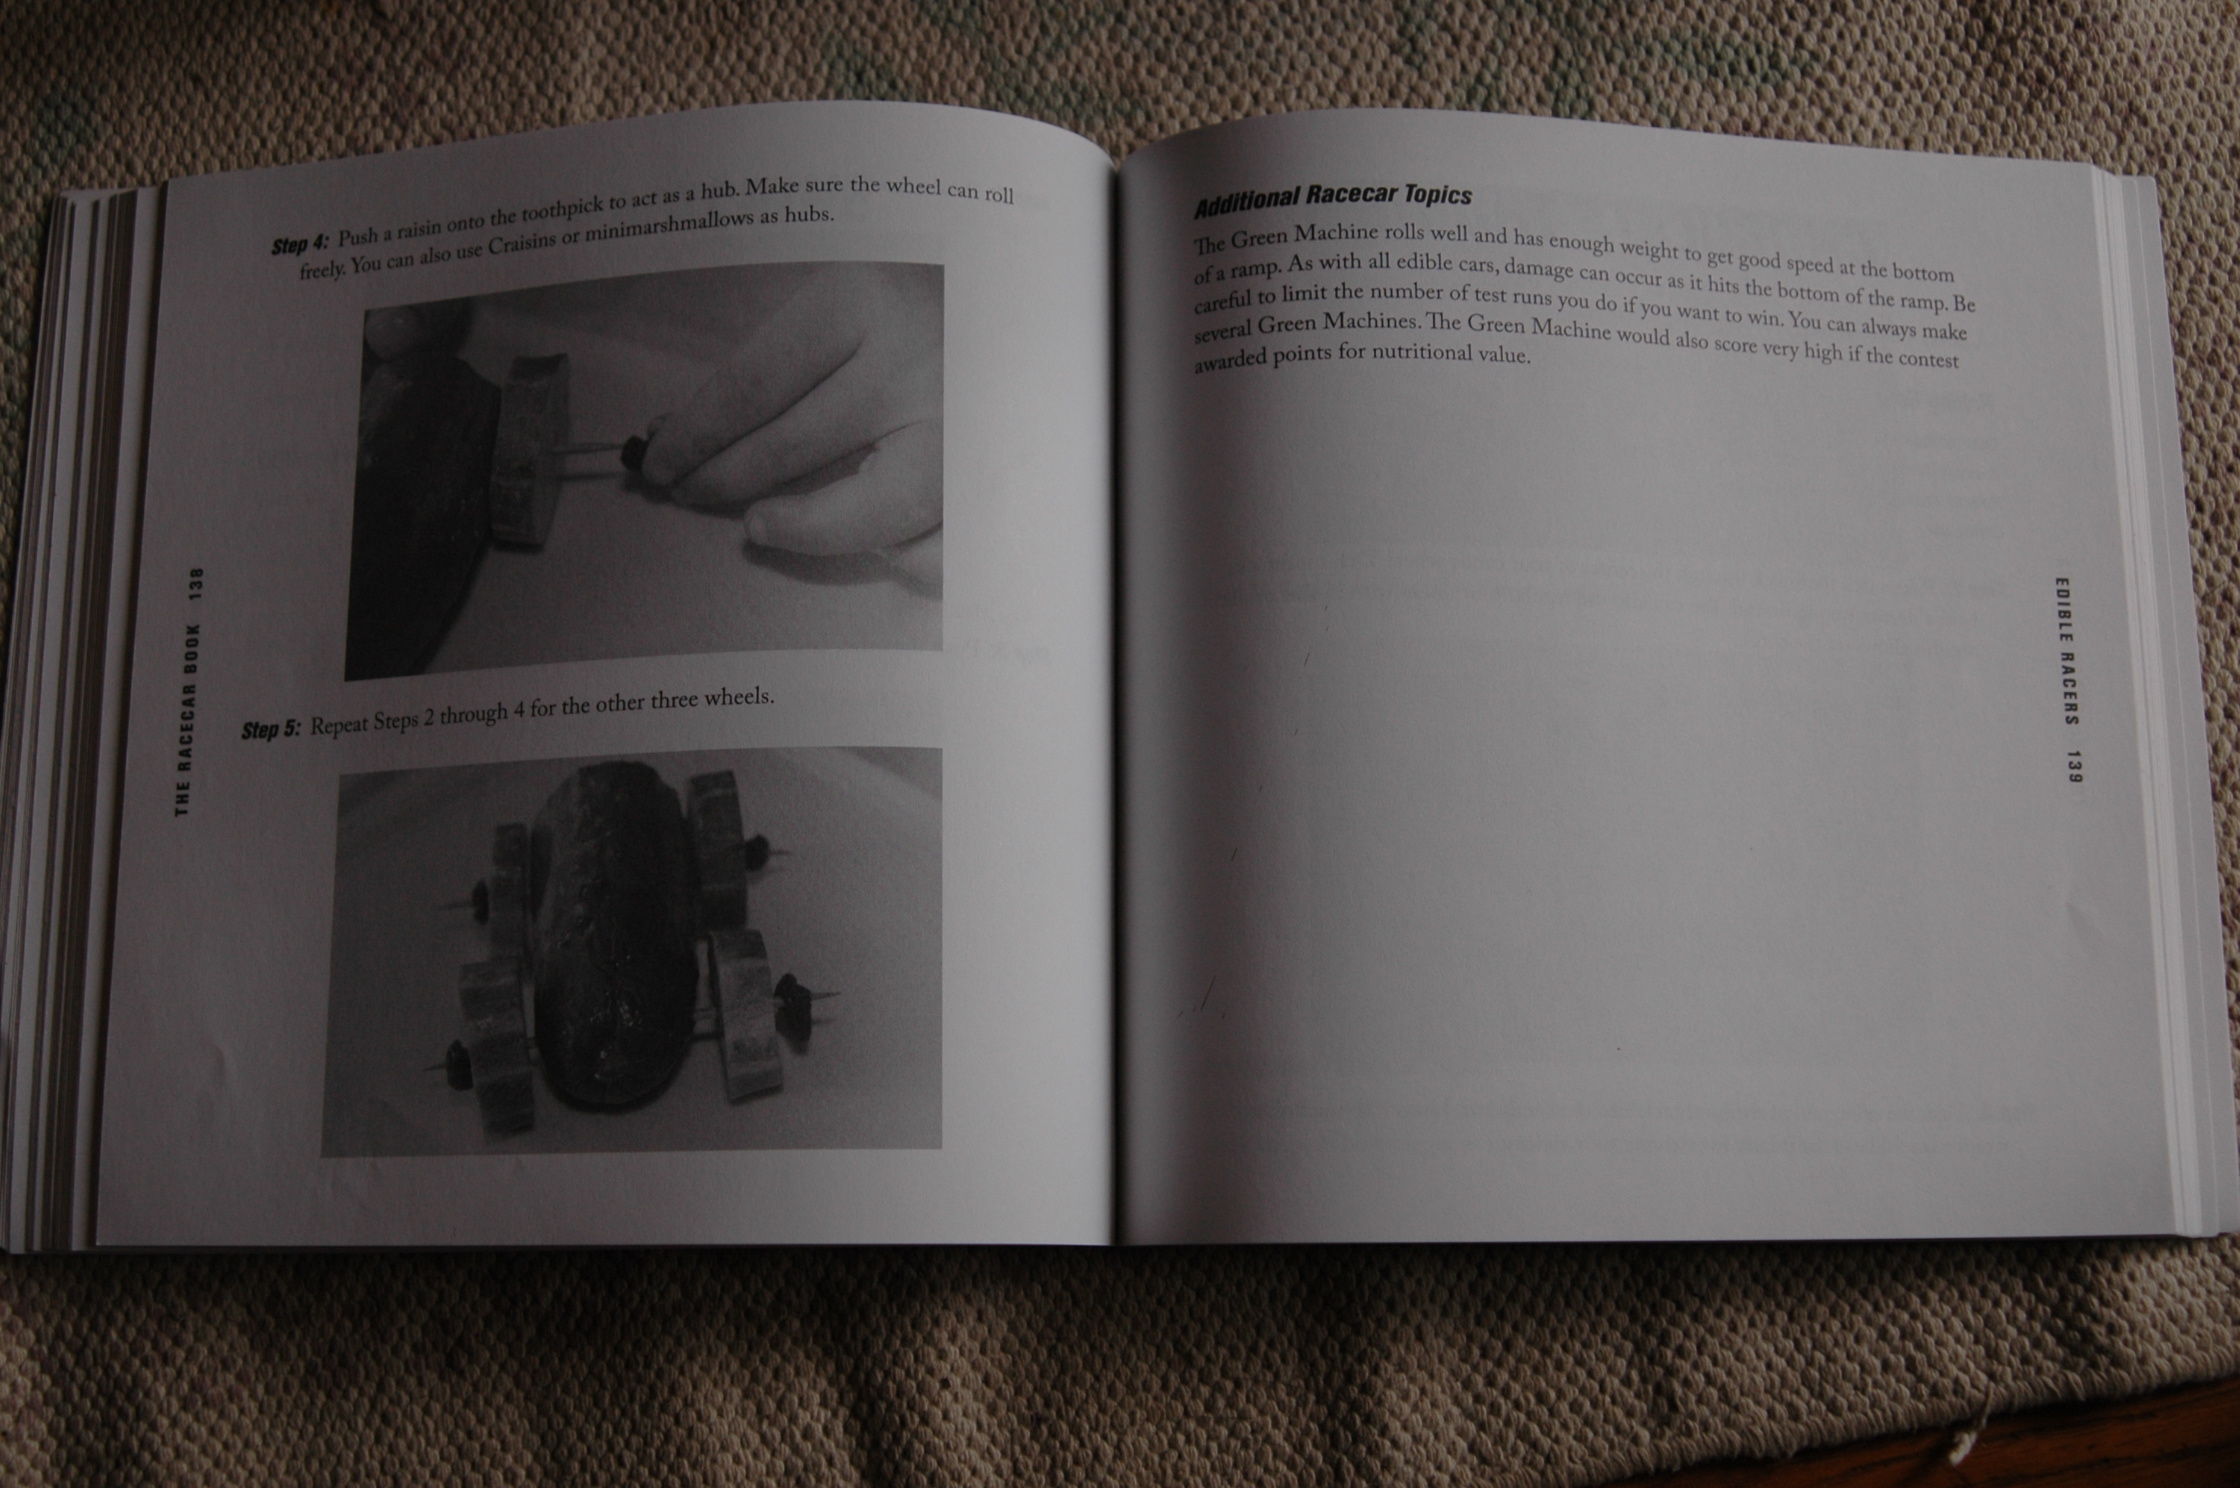 Step 4: Push a raisin onto the toothpick to act as a hub. Make sure the wheel can roll
freely. You can also use Craisins or minimarshmallows as hubs.
Step 5: Repeat Steps 2 through 4 for the other three wheels.
THE RACECAR BOOK 138
Additional Racecar Topics
The Green Machine rolls well and has enough weight to get good speed at the bottom
of a ramp. As with all edible cars, damage can occur as it hits the bottom of the ramp. Be
careful to limit the number of test runs you do if you want to win. You can always make
several Green Machines. The Green Machine would also score very high if the contest
awarded points for nutritional value.
EDIBLE RACERS 139